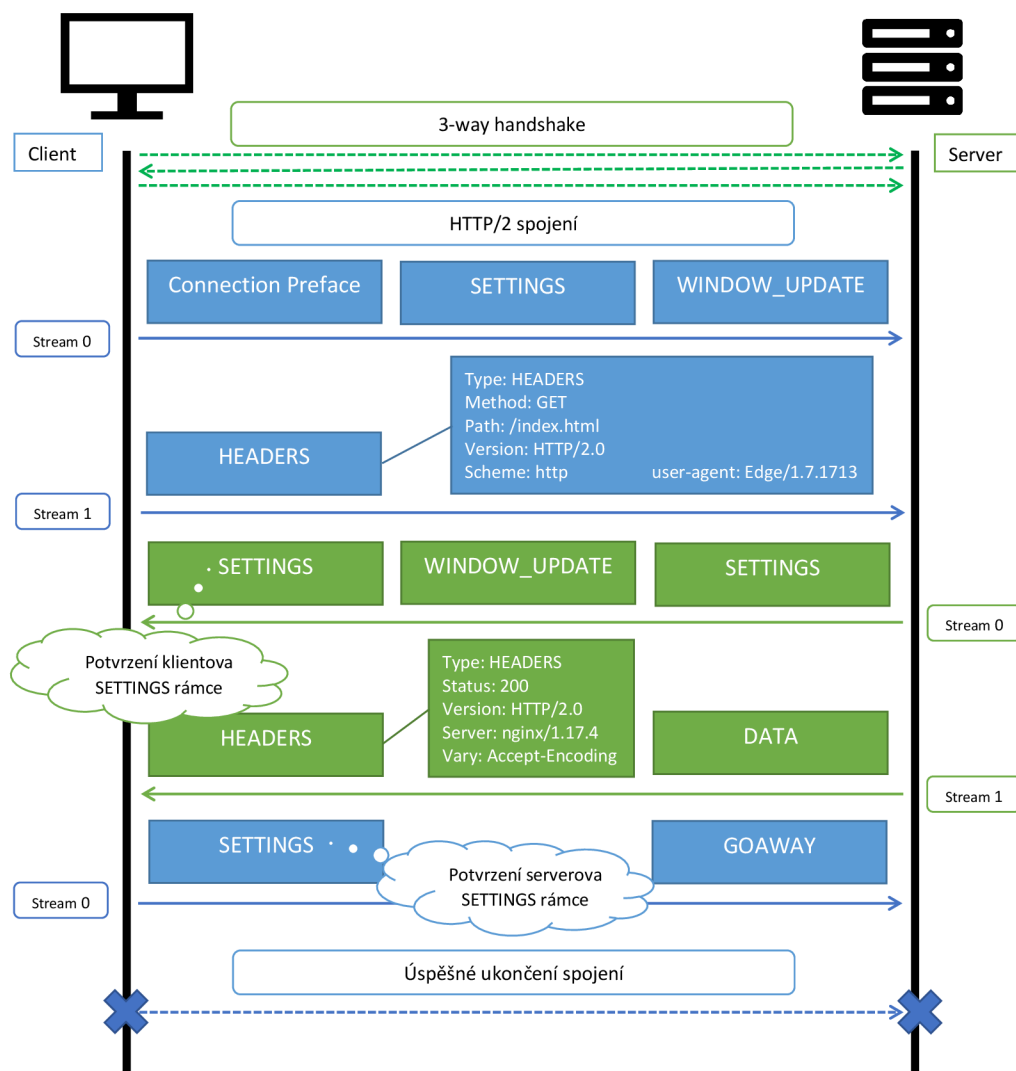 3-way handshake
Client
Server
HTTP/2 spojení
Connection Preface
SETTINGS
WINDOW_UPDATE
Stream 0
Type: HEADERS
Method: GET
Path: /index.html
Version: HTTP/2.0
Scheme: http user-agent: Edge/1.7.1713
HEADERS
Stream 1
SETTINGS
WINDOW_UPDATE
SETTINGS
Stream 0
Potvrzení klientova
SETTINGS rámce
Type: HEADERS
Status: 200
Version: HTTP/2.0
Server: nginx/1.17.4
Vary: Accept-Encoding
HEADERS
DATA
Stream 1
SETTINGS
GOAWAY
Potvrzení serverova
SETTINGS rámce
Stream 0
Úspěšné ukončení spojení